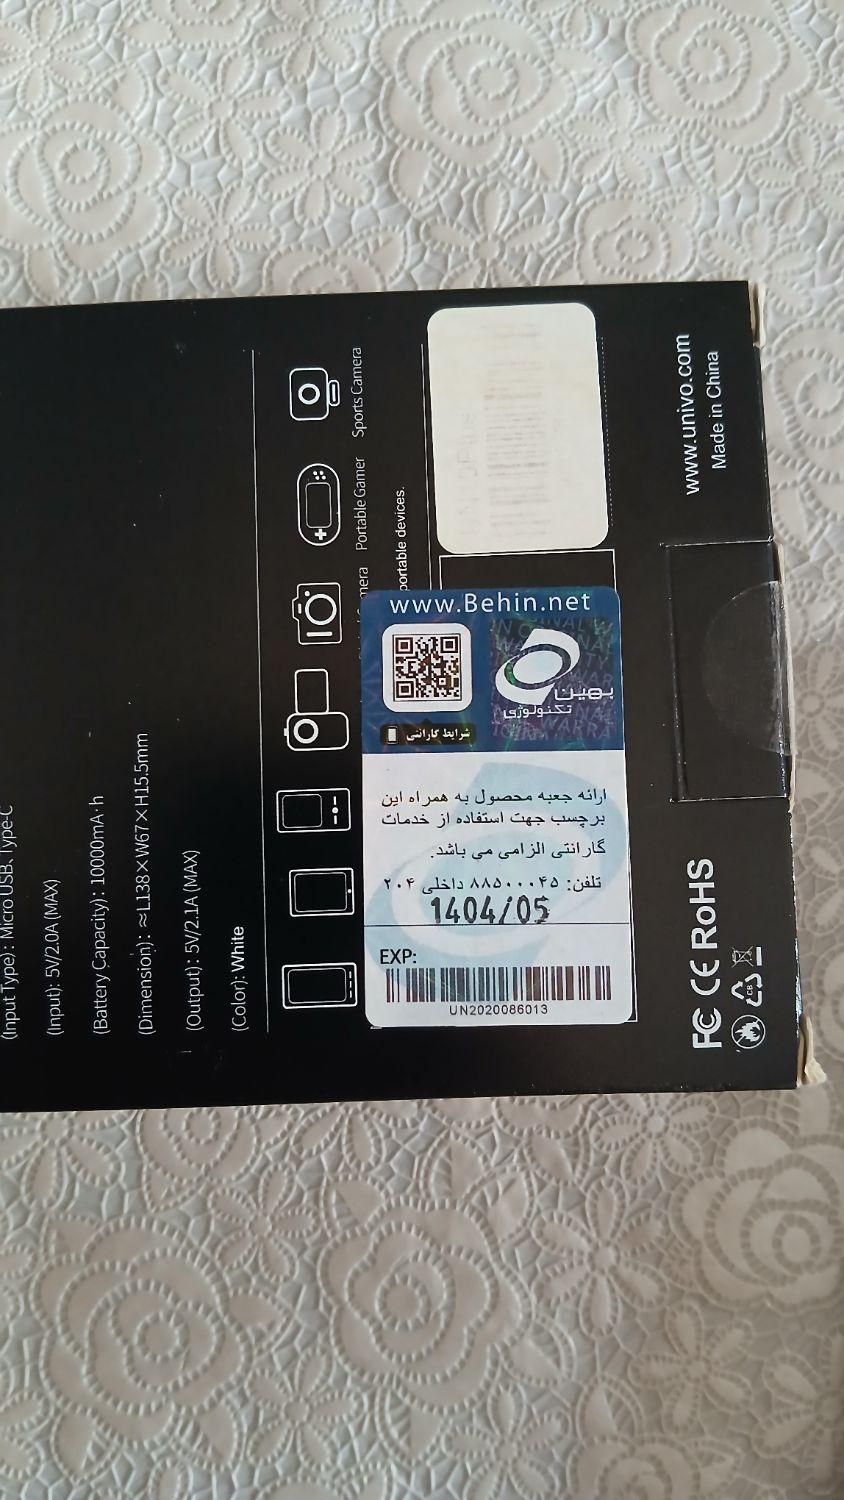 (Input Type): Micro USB, Type-C
(Input): 5V/2.0A (MAX)
(Battery Capacity): 10000mA·h
(Dimension): ≈L138×W67×H15.5mm
(Output): 5V/2.1A (MAX)
(Color): White
mera Portable Gamer Sports Camera
portable devices.
www.Behin.net
بهین
تکنولوژی
شرایط گارانتی
ارائه جعبه محصول به همراه این
برچسب جهت استفاده از خدمات
گارانتی الزامی می باشد.
تلفن: ۸۸۵۰۰۰۴۵ داخلی ۲۰۴
1404/05
EXP:
UN2020086013
www.univo.com
Made in China
FC CE RoHS
CB